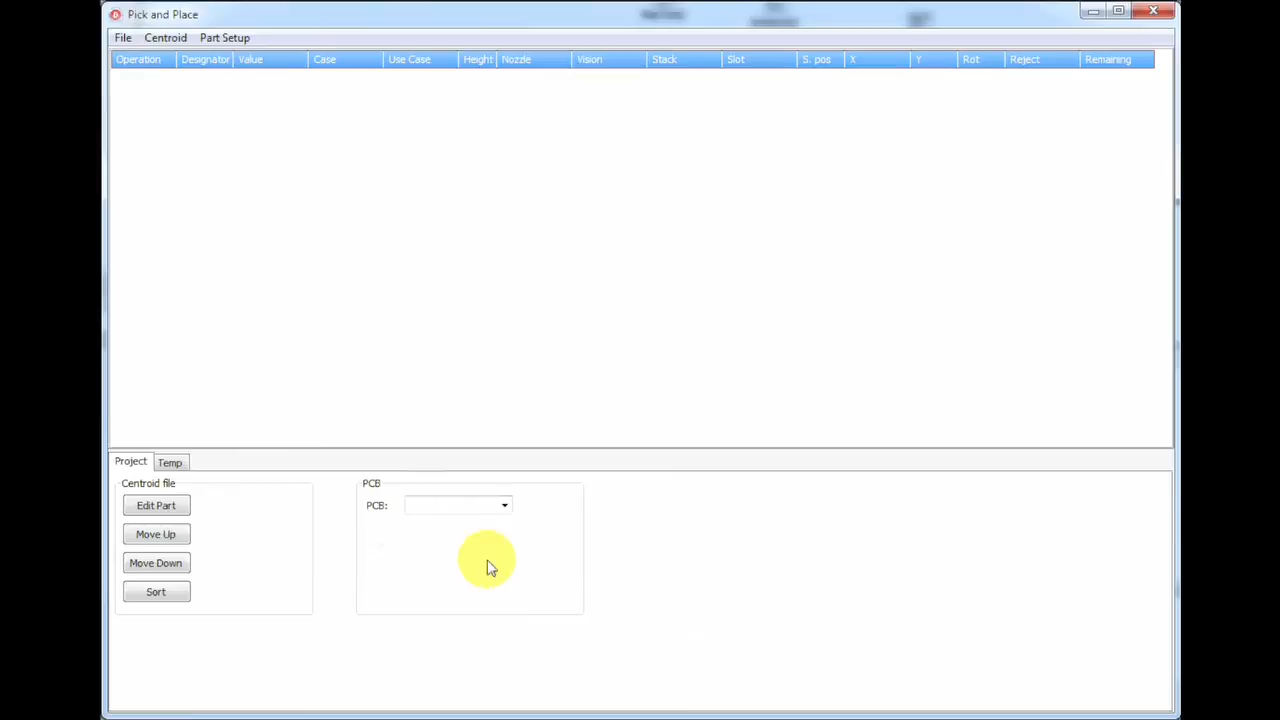 Pick and Place
File Centroid Part Setup
Operation Designator Value Case Use Case Height Nozzle Vision Stack Slot S. pos X Y Rot Reject Remaining
Project Temp
Centroid file PCB
Edit Part PCB:
Move Up
Move Down
Sort